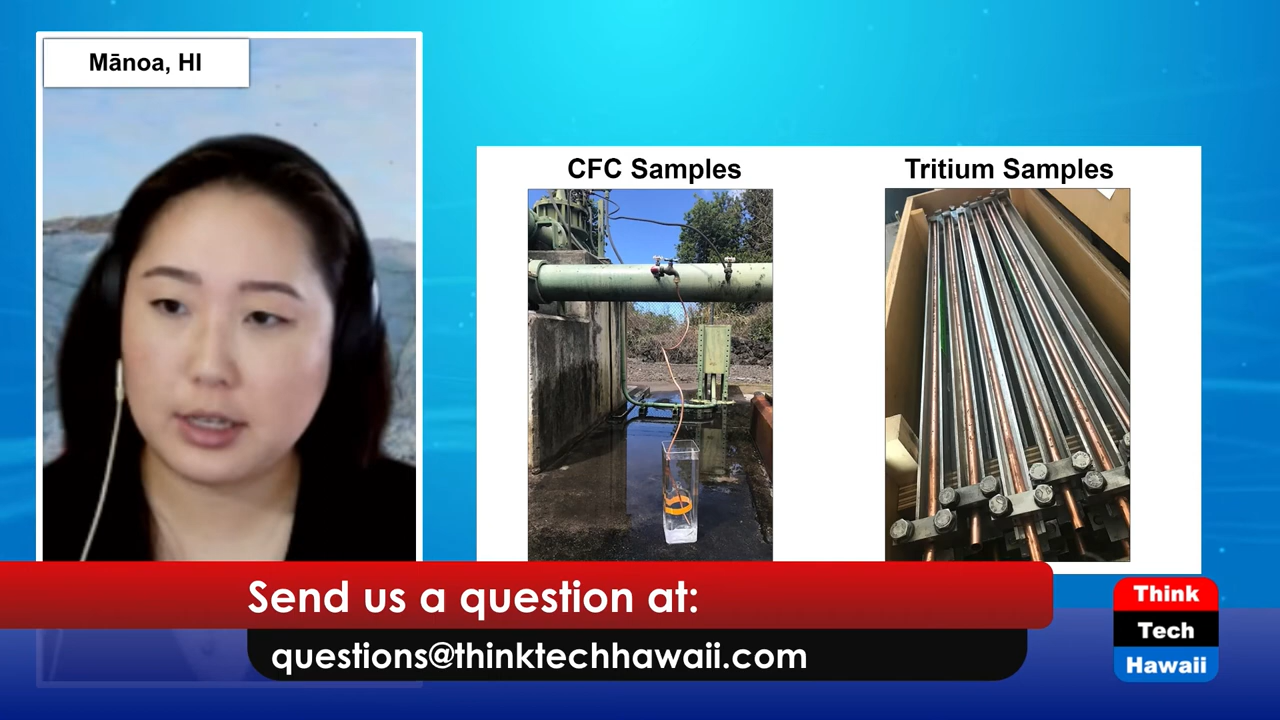 Mānoa, HI
CFC Samples
Tritium Samples
Send us a question at:
questions@thinktechhawaii.com
Think
Tech
Hawaii